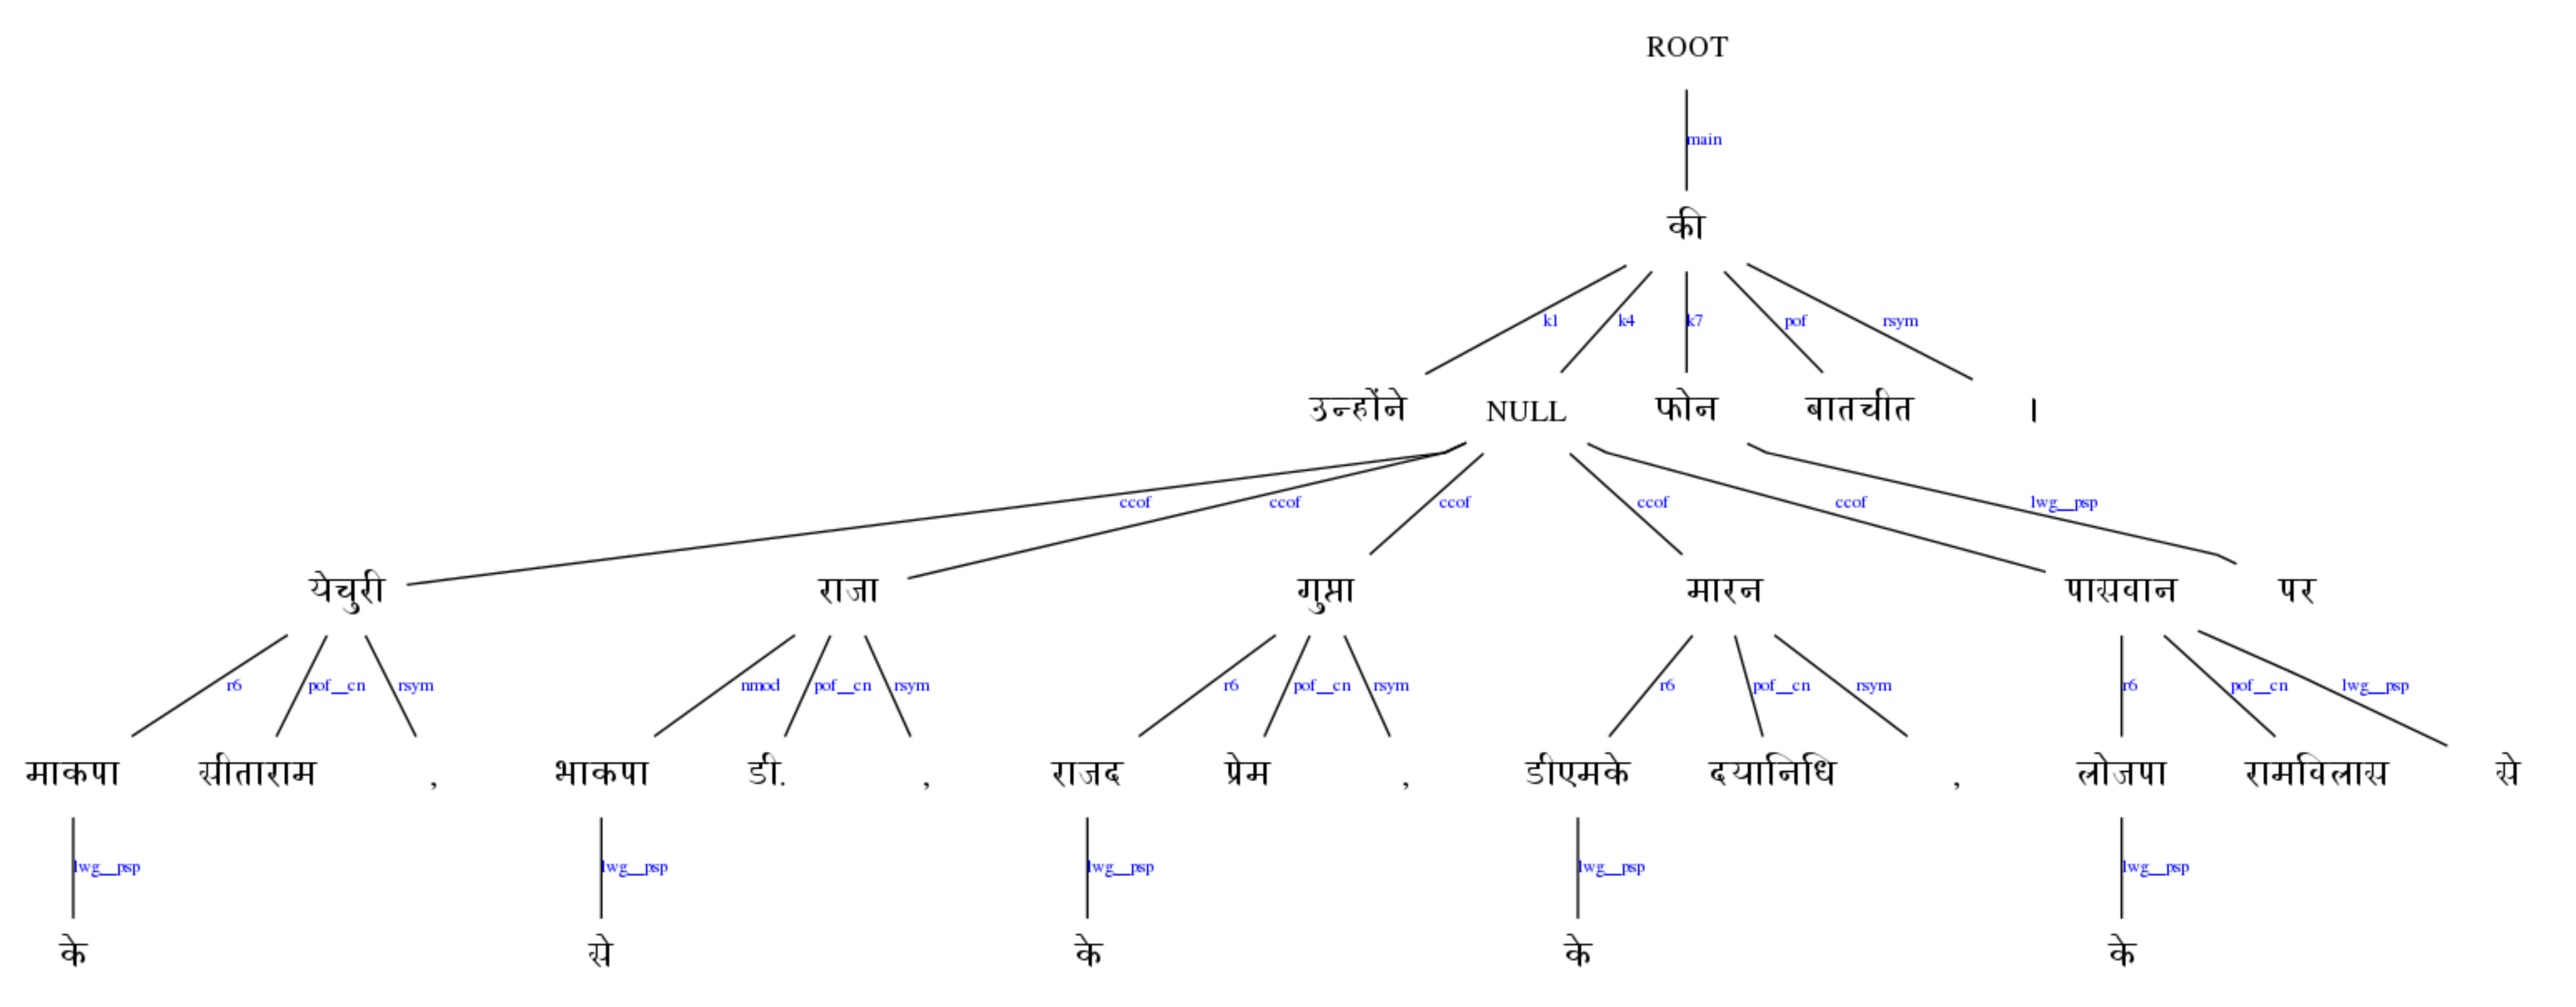 ROOT
main
की
k1 k4 k7 pof rsym
उन्होंने NULL फोन बातचीत ।
ccof ccof ccof ccof ccof lwg__psp
येचुरी राजा गुप्ता मारन पासवान पर
r6 pof__cn rsym nmod pof__cn rsym r6 pof__cn rsym r6 pof__cn rsym r6 pof__cn lwg__psp
माकपा सीताराम , भाकपा डी. , राजद प्रेम , डीएमके दयानिधि , लोजपा रामविलास से
lwg__psp lwg__psp lwg__psp lwg__psp lwg__psp
के से के के के